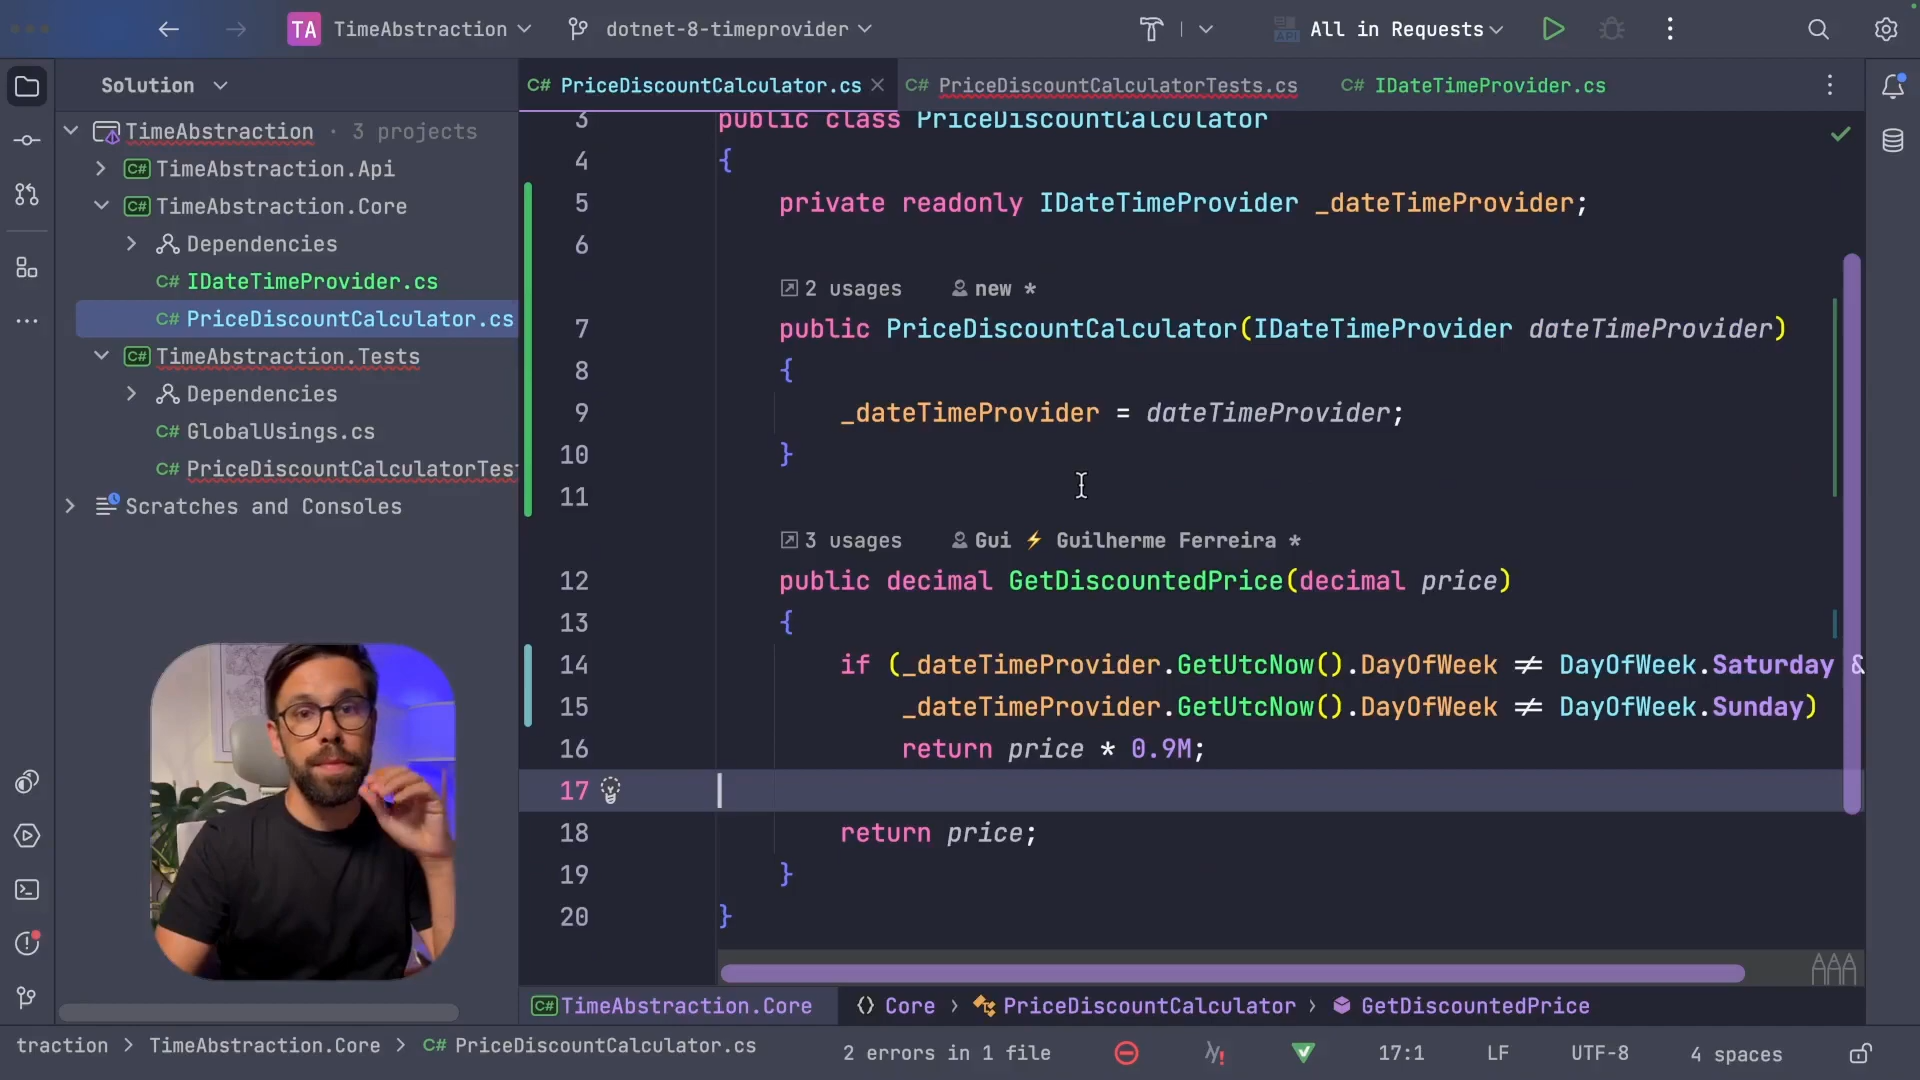 TA TimeAbstraction dotnet-8-timeprovider API All in Requests
Solution
TimeAbstraction · 3 projects
C# TimeAbstraction.Api
C# TimeAbstraction.Core
Dependencies
C# IDateTimeProvider.cs
C# PriceDiscountCalculator.cs
C# TimeAbstraction.Tests
Dependencies
C# GlobalUsings.cs
C# PriceDiscountCalculatorTes
Scratches and Consoles
C# PriceDiscountCalculator.cs C# PriceDiscountCalculatorTests.cs C# IDateTimeProvider.cs
3 public class PriceDiscountCalculator
4 {
5 private readonly IDateTimeProvider _dateTimeProvider;
6
2 usages new *
7 public PriceDiscountCalculator(IDateTimeProvider dateTimeProvider)
8 {
9 _dateTimeProvider = dateTimeProvider;
10 }
11
3 usages Gui ⚡ Guilherme Ferreira *
12 public decimal GetDiscountedPrice(decimal price)
13 {
14 if (_dateTimeProvider.GetUtcNow().DayOfWeek ≠ DayOfWeek.Saturday &
15 _dateTimeProvider.GetUtcNow().DayOfWeek ≠ DayOfWeek.Sunday)
16 return price * 0.9M;
17
18 return price;
19 }
20 }
C# TimeAbstraction.Core {} Core > PriceDiscountCalculator > GetDiscountedPrice
traction > TimeAbstraction.Core > C# PriceDiscountCalculator.cs 2 errors in 1 file 17:1 LF UTF-8 4 spaces